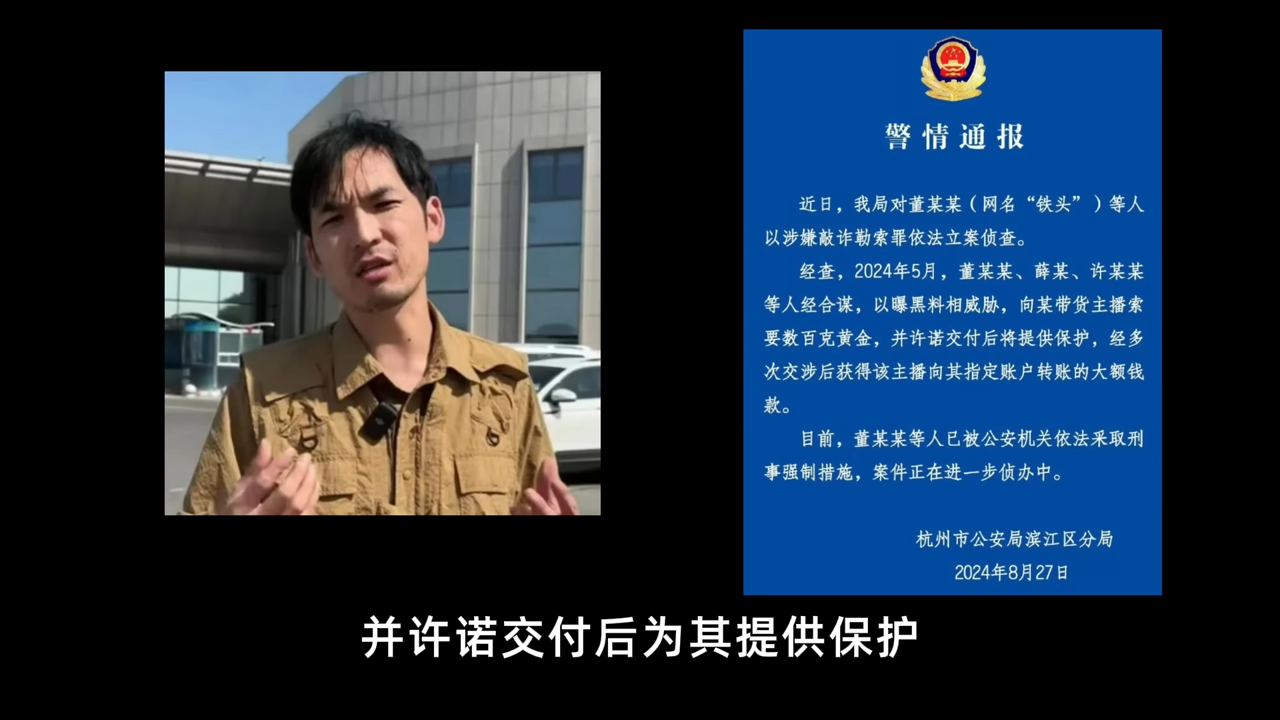 警情通报
近日，我局对董某某（网名“铁头”）等人
以涉嫌敲诈勒索罪依法立案侦查。
经查，2024年5月，董某某、薛某、许某某
等人经合谋，以曝黑料相威胁，向某带货主播索
要数百克黄金，并许诺交付后将提供保护，经多
次交涉后获得该主播向其指定账户转账的大额钱
款。
目前，董某某等人已被公安机关依法采取刑
事强制措施，案件正在进一步侦办中。
杭州市公安局滨江区分局
2024年8月27日
并许诺交付后为其提供保护